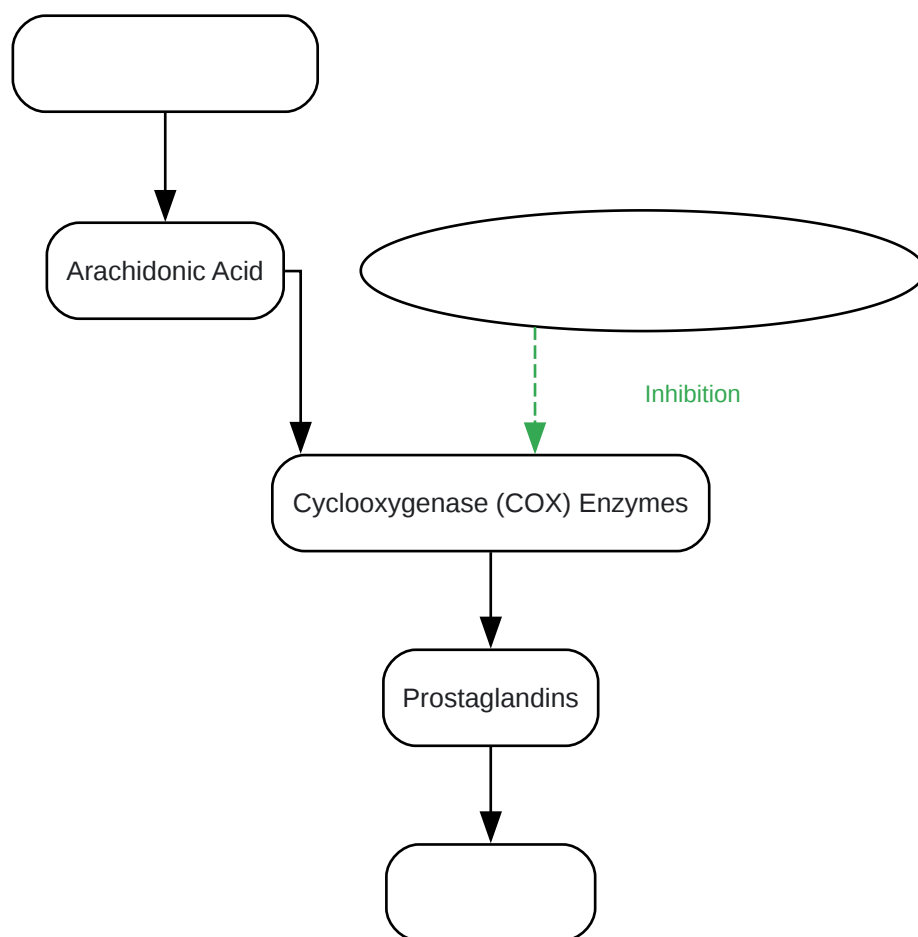 Arachidonic Acid
Inhibition
Cyclooxygenase (COX) Enzymes
Prostaglandins